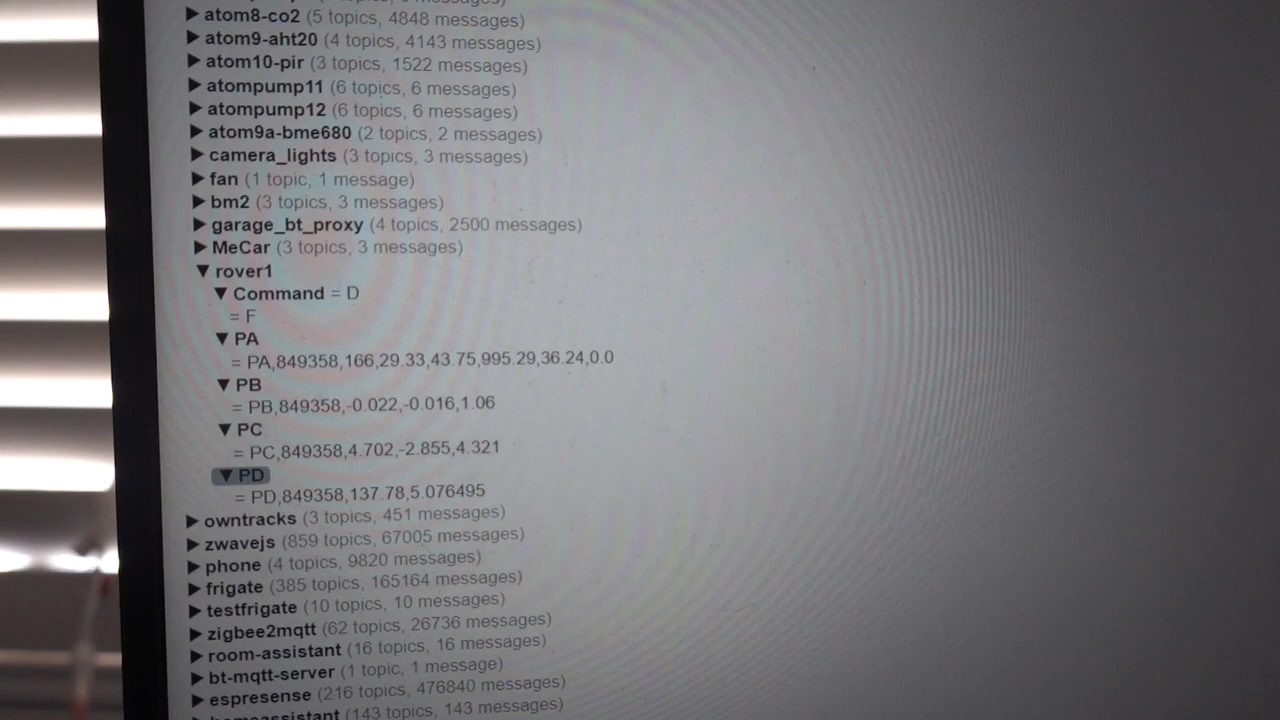 ▶ atom8-co2 (5 topics, 4848 messages)
▶ atom9-aht20 (4 topics, 4143 messages)
▶ atom10-pir (3 topics, 1522 messages)
▶ atompump11 (6 topics, 6 messages)
▶ atompump12 (6 topics, 6 messages)
▶ atom9a-bme680 (2 topics, 2 messages)
▶ camera_lights (3 topics, 3 messages)
▶ fan (1 topic, 1 message)
▶ bm2 (3 topics, 3 messages)
▶ garage_bt_proxy (4 topics, 2500 messages)
▶ MeCar (3 topics, 3 messages)
▼ rover1
▼ Command = D
= F
▼ PA
= PA,849358,166,29.33,43.75,995.29,36.24,0.0
▼ PB
= PB,849358,-0.022,-0.016,1.06
▼ PC
= PC,849358,4.702,-2.855,4.321
▼ PD
= PD,849358,137.78,5.076495
▶ owntracks (3 topics, 451 messages)
▶ zwavejs (859 topics, 67005 messages)
▶ phone (4 topics, 9820 messages)
▶ frigate (385 topics, 165164 messages)
▶ testfrigate (10 topics, 10 messages)
▶ zigbee2mqtt (62 topics, 26736 messages)
▶ room-assistant (16 topics, 16 messages)
▶ bt-mqtt-server (1 topic, 1 message)
▶ espresense (216 topics, 476840 messages)
▶ homeassistant (143 topics, 143 messages)